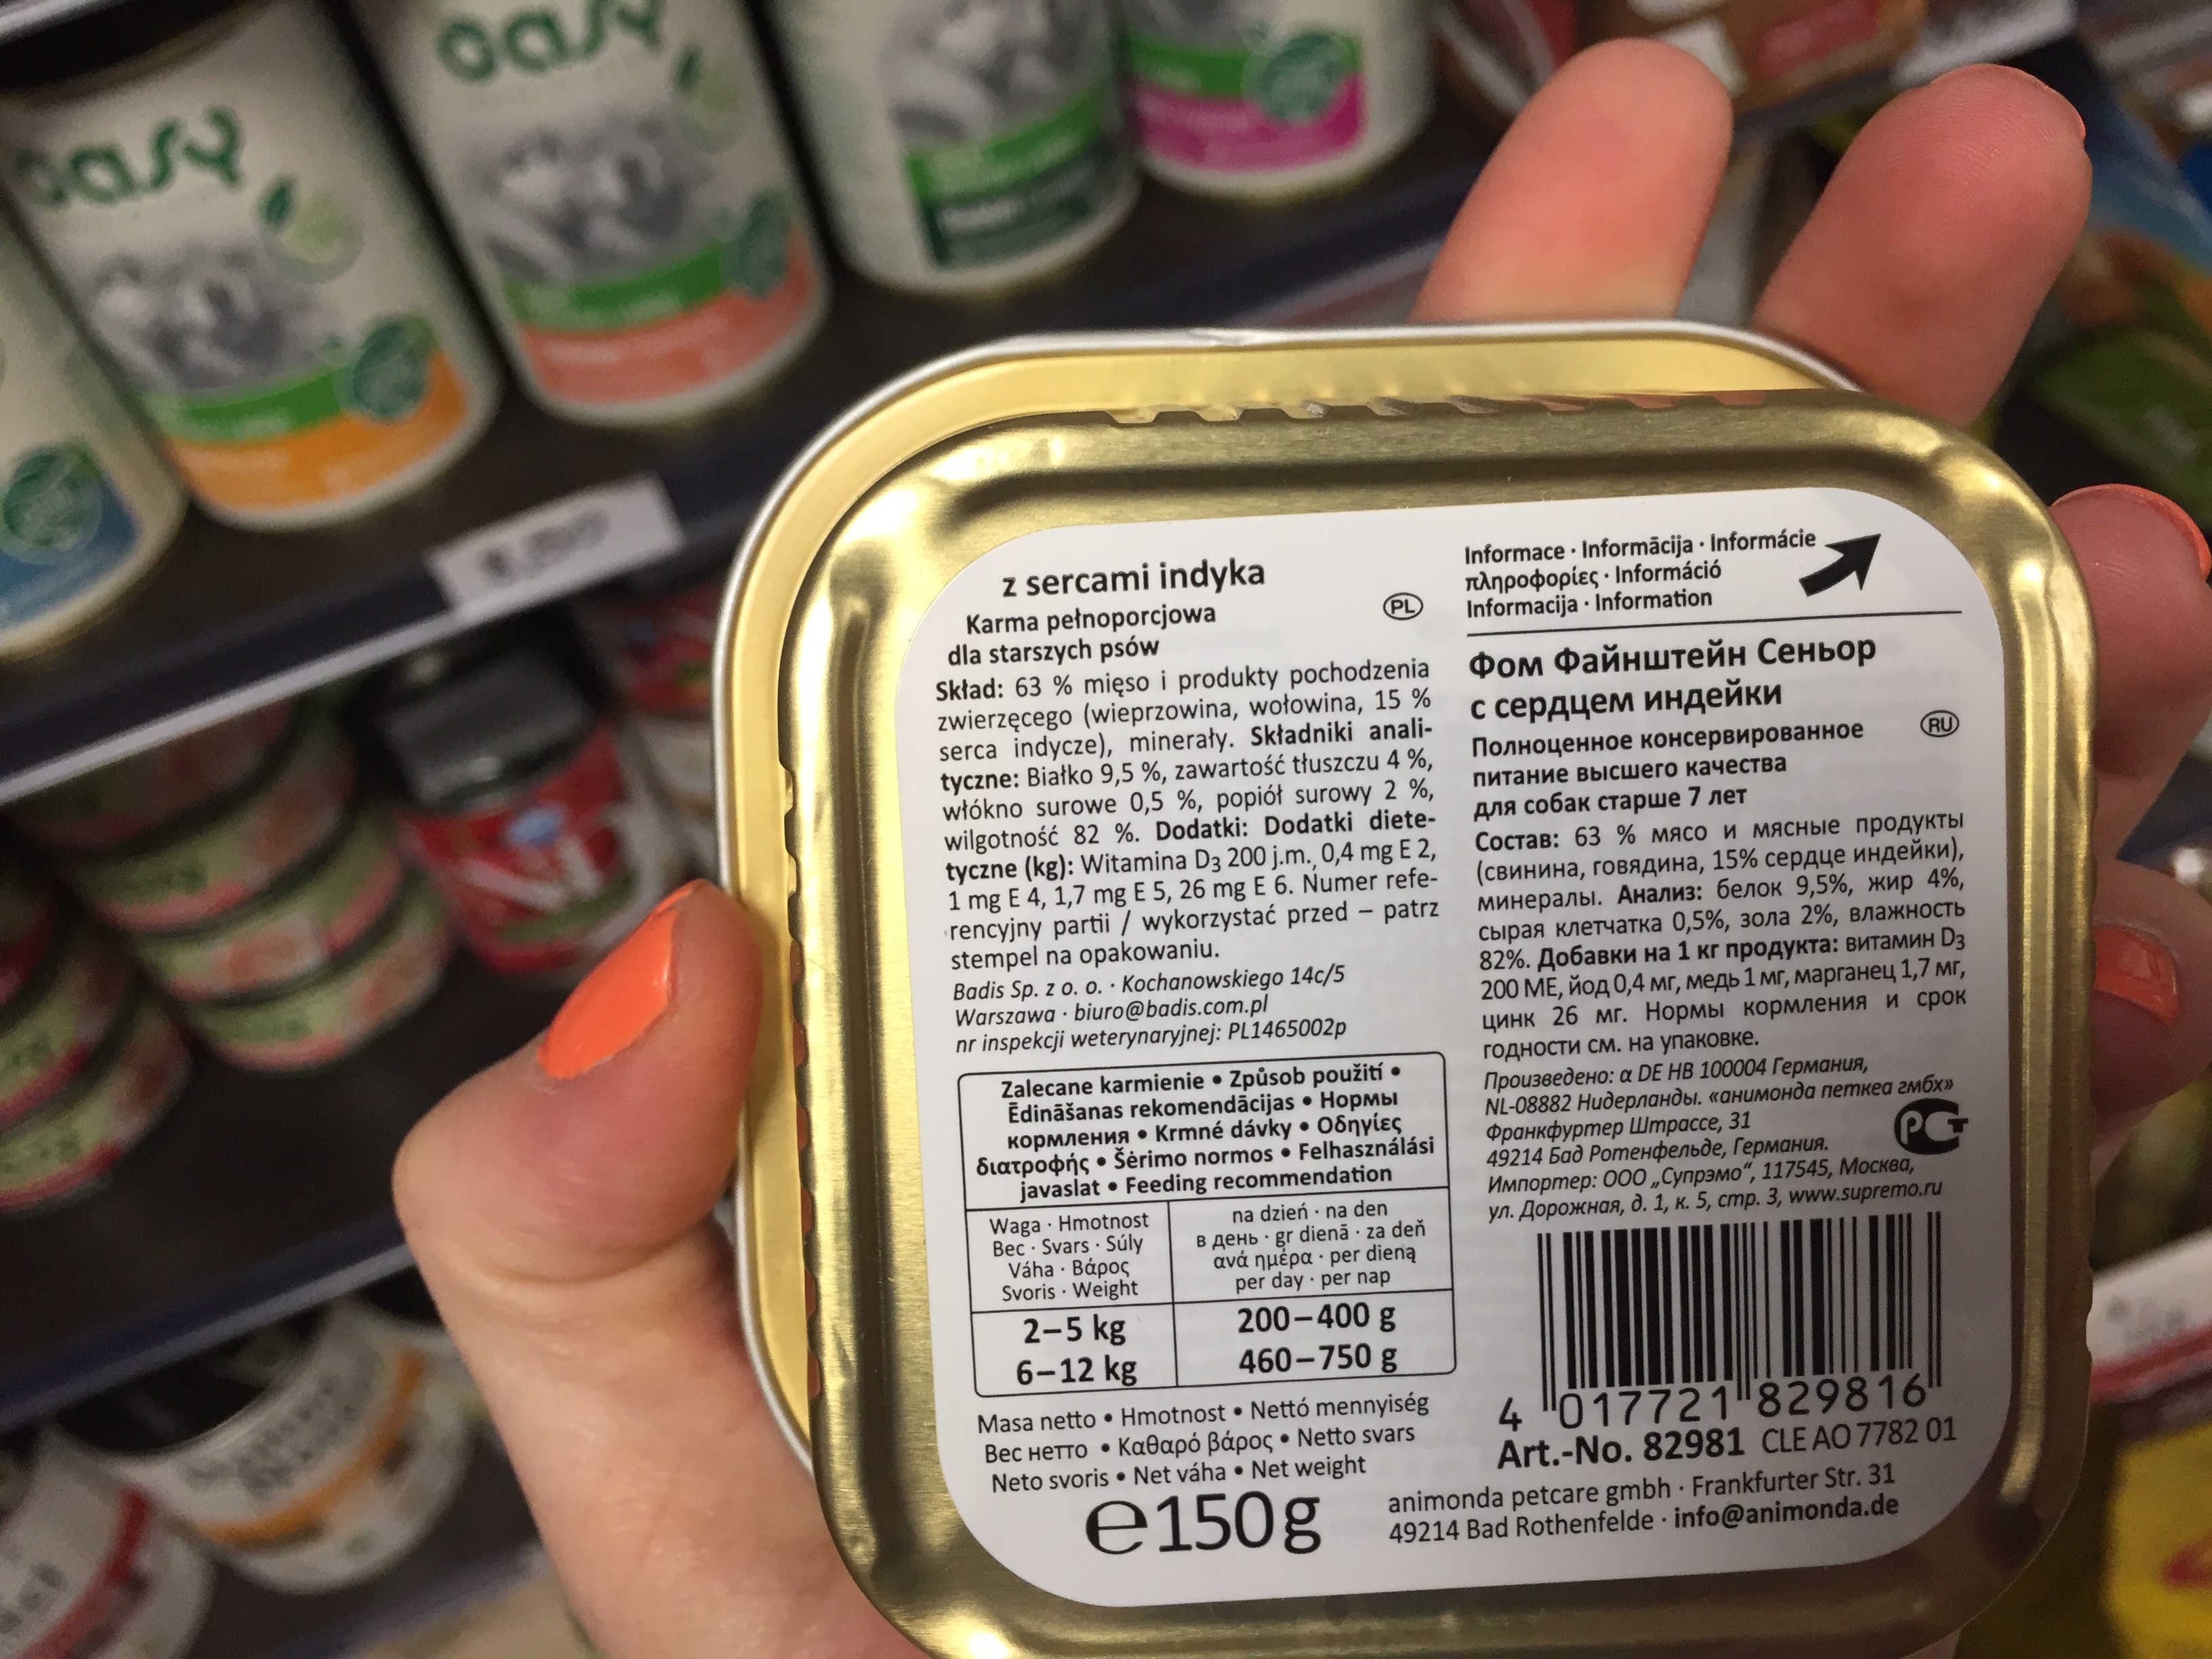 oasy
oasy
z sercami indyka
Karma pełnoporcjowa
dla starszych psów
PL
Skład: 63 % mięso i produkty pochodzenia
zwierzęcego (wieprzowina, wołowina, 15 %
serca indycze), minerały. Składniki anali-
tyczne: Białko 9,5 %, zawartość tłuszczu 4 %,
włókno surowe 0,5 %, popiół surowy 2 %,
wilgotność 82 %. Dodatki: Dodatki diete-
tyczne (kg): Witamina D3 200 j.m., 0,4 mg E 2,
1 mg E 4, 1,7 mg E 5, 26 mg E 6. Numer refe-
rencyjny partii / wykorzystać przed – patrz
stempel na opakowaniu.
Badis Sp. z o. o. · Kochanowskiego 14c/5
Warszawa · biuro@badis.com.pl
nr inspekcji weterynaryjnej: PL1465002p
Zalecane karmienie • Způsob použití •
Ēdināšanas rekomendācijas • Нормы
кормления • Krmné dávky • Οδηγίες
διατροφής • Šėrimo normos • Felhasználási
javaslat • Feeding recommendation
Waga · Hmotnost
Вес · Svars · Súly
Váha · Βάρος
Svoris · Weight
na dzień · na den
в день · gr dienā · za deň
ανά ημέρα · per dieną
per day · per nap
2–5 kg 200–400 g
6–12 kg 460–750 g
Masa netto • Hmotnost • Nettó mennyiség
Вес нетто • Καθαρό βάρος • Netto svars
Neto svoris • Net váha • Net weight
℮150g
Informace · Informācija · Informácie
πληροφορίες · Információ
Informacija · Information
Фом Файнштейн Сеньор
с сердцем индейки
RU
Полноценное консервированное
питание высшего качества
для собак старше 7 лет
Состав: 63 % мясо и мясные продукты
(свинина, говядина, 15% сердце индейки),
минералы. Анализ: белок 9,5%, жир 4%,
сырая клетчатка 0,5%, зола 2%, влажность
82%. Добавки на 1 кг продукта: витамин D3
200 МЕ, йод 0,4 мг, медь 1 мг, марганец 1,7 мг,
цинк 26 мг. Нормы кормления и срок
годности см. на упаковке.
Произведено: α DE HB 100004 Германия,
NL-08882 Нидерланды. «анимонда петкеа гмбх»
Франкфуртер Штрассе, 31
49214 Бад Ротенфельде, Германия.
Импортер: ООО „Супрэмо“, 117545, Москва,
ул. Дорожная, д. 1, к. 5, стр. 3, www.supremo.ru
РСТ
4 017721 829816
Art.-No. 82981 CLE AO 7782 01
animonda petcare gmbh · Frankfurter Str. 31
49214 Bad Rothenfelde · info@animonda.de